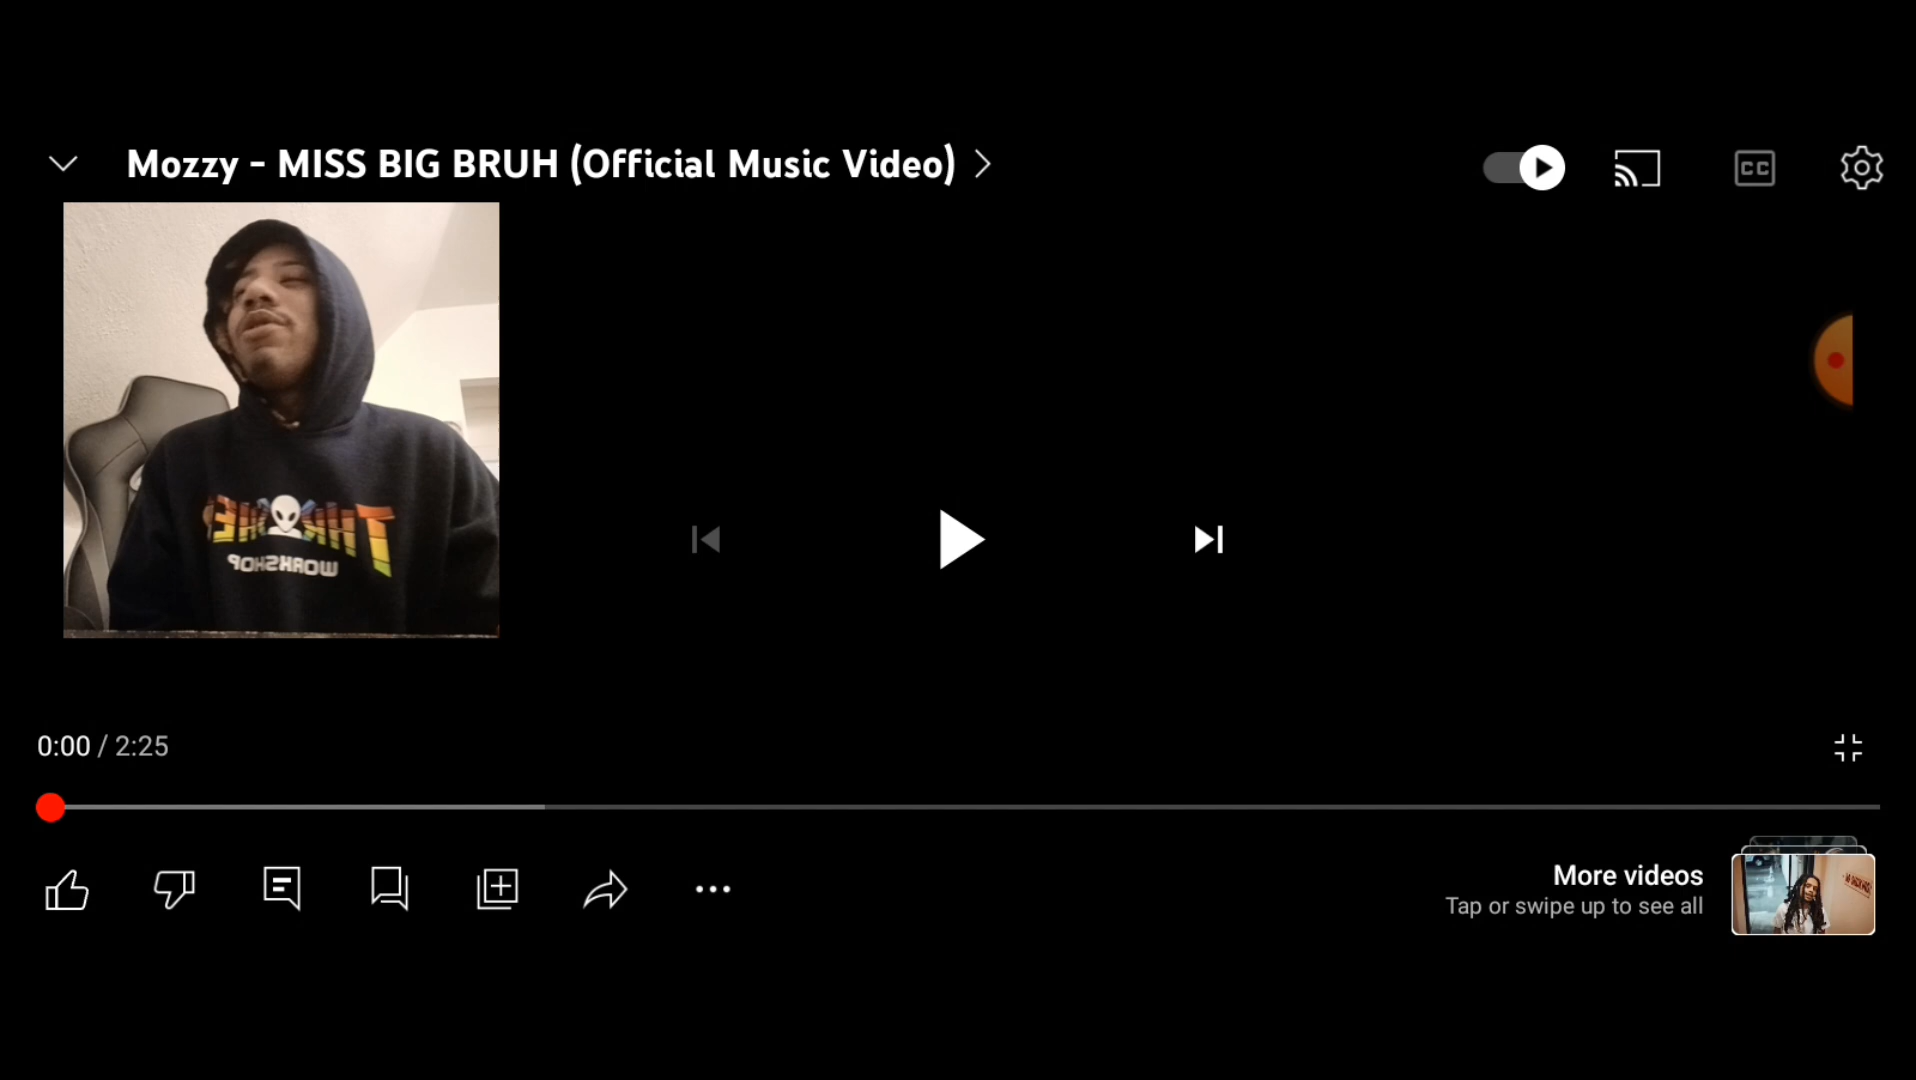 Mozzy - MISS BIG BRUH (Official Music Video)
CC
WORKSHOP
0:00 / 2:25
More videos
Tap or swipe up to see all